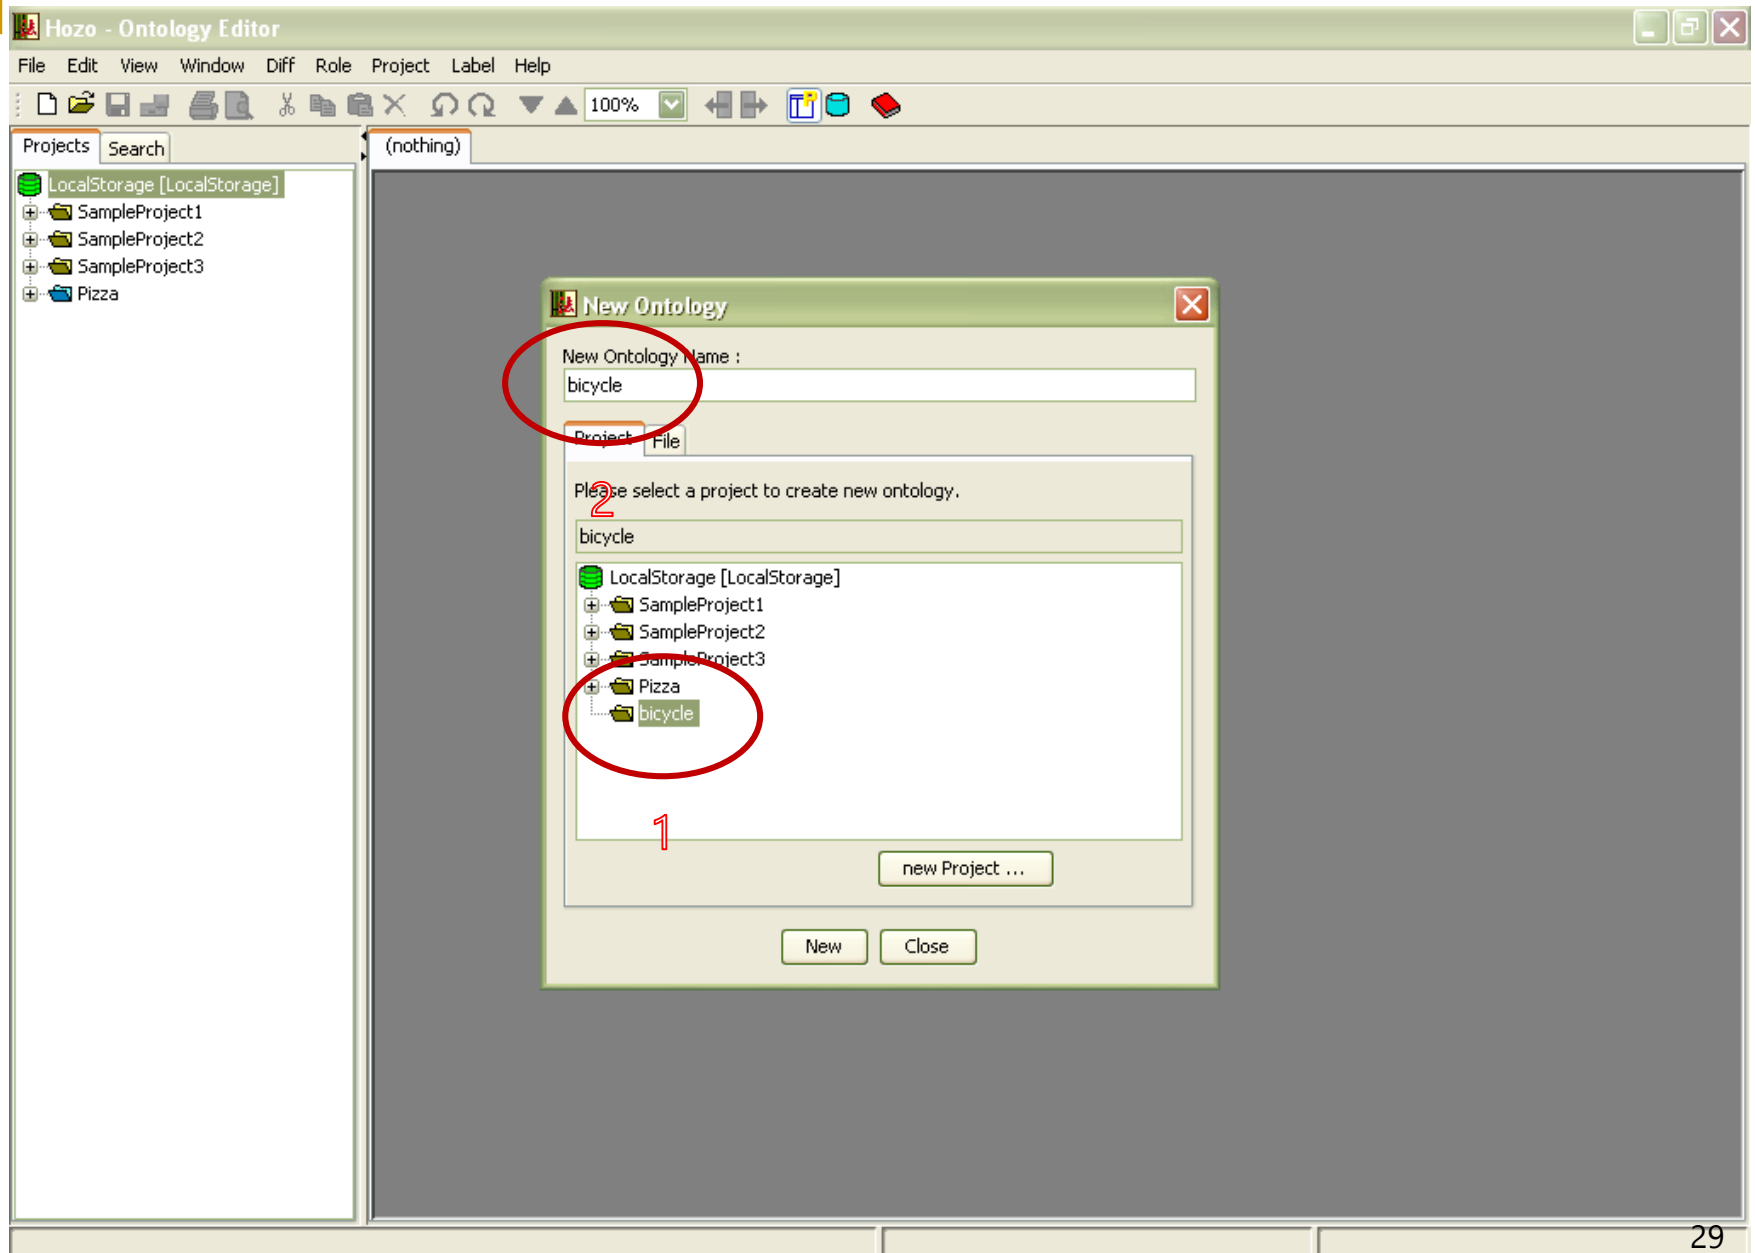 Hozo - Ontology Editor
File Edit View Window Diff Role Project Label Help
100%
Projects Search
(nothing)
LocalStorage [LocalStorage]
SampleProject1
SampleProject2
SampleProject3
Pizza
New Ontology
New Ontology Name :
bicycle
Project File
Please select a project to create new ontology.
2
bicycle
LocalStorage [LocalStorage]
SampleProject1
SampleProject2
SampleProject3
Pizza
bicycle
1
new Project ...
New Close
29